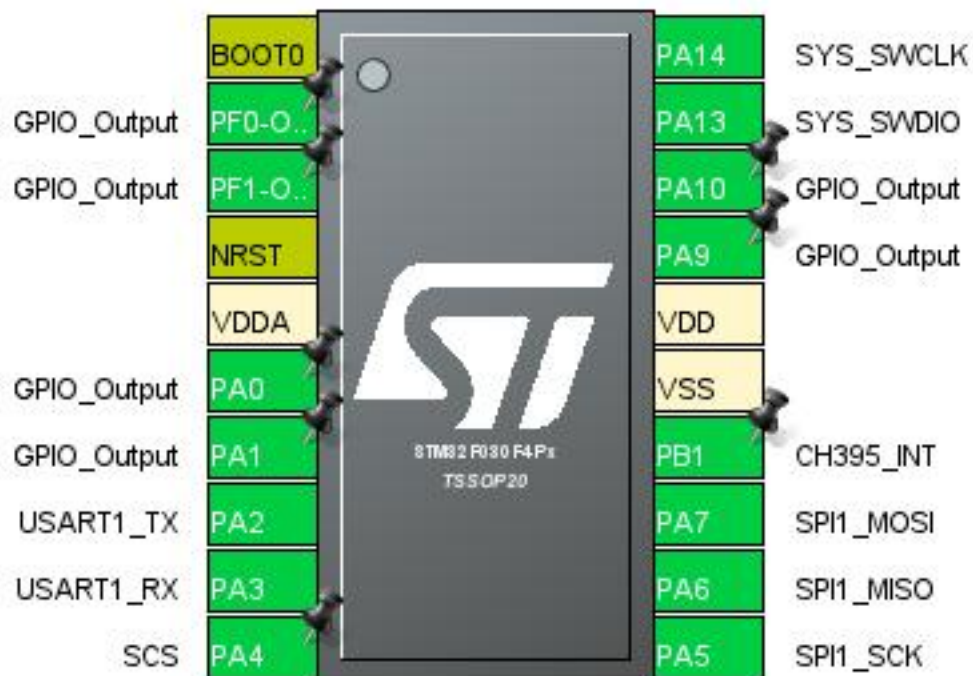 BOOT0 PA14 SYS_SWCLK
GPIO_Output PF0-O.. PA13 SYS_SWDIO
GPIO_Output PF1-O.. PA10 GPIO_Output
NRST PA9 GPIO_Output
VDDA VDD
GPIO_Output PA0 VSS
GPIO_Output PA1 PB1 CH395_INT
STM32F030F4Px
TSSOP20
USART1_TX PA2 PA7 SPI1_MOSI
USART1_RX PA3 PA6 SPI1_MISO
SCS PA4 PA5 SPI1_SCK